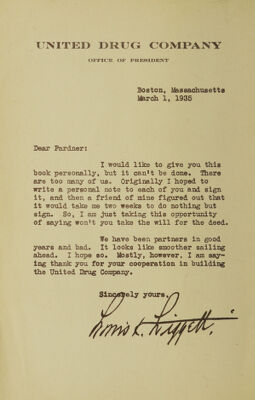 UNITED DRUG COMPANY
OFFICE OF PRESIDENT
Boston, Massachusetts
March 1, 1935
Dear Pardner:
I would like to give you this
book personally, but it can't be done. There
are too many of us. Originally I hoped to
write a personal note to each of you and sign
it, and then a friend of mine figured out that
it would take me two weeks to do nothing but
sign. So, I am just taking this opportunity
of saying won't you take the will for the deed.
We have been partners in good
years and bad. It looks like smoother sailing
ahead. I hope so. Mostly, however, I am say-
ing thank you for your cooperation in building
the United Drug Company.
Sincerely yours,
Louis K. Liggett.